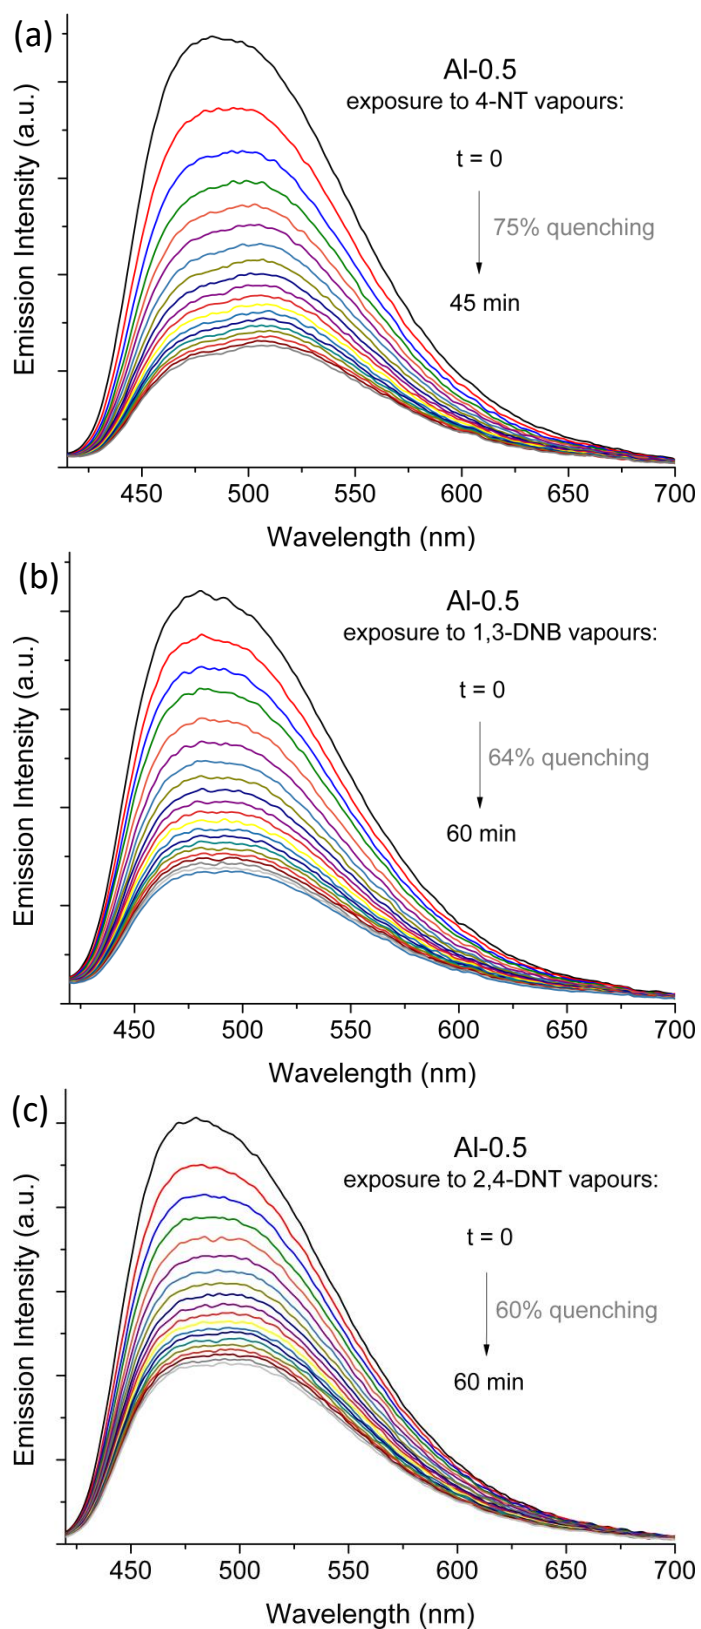 (a)
Al-0.5
exposure to 4-NT vapours:
t = 0
75% quenching
45 min
Emission Intensity (a.u.)
450 500 550 600 650 700
Wavelength (nm)
(b)
Al-0.5
exposure to 1,3-DNB vapours:
t = 0
64% quenching
60 min
Emission Intensity (a.u.)
450 500 550 600 650 700
Wavelength (nm)
(c)
Al-0.5
exposure to 2,4-DNT vapours:
t = 0
60% quenching
60 min
Emission Intensity (a.u.)
450 500 550 600 650 700
Wavelength (nm)